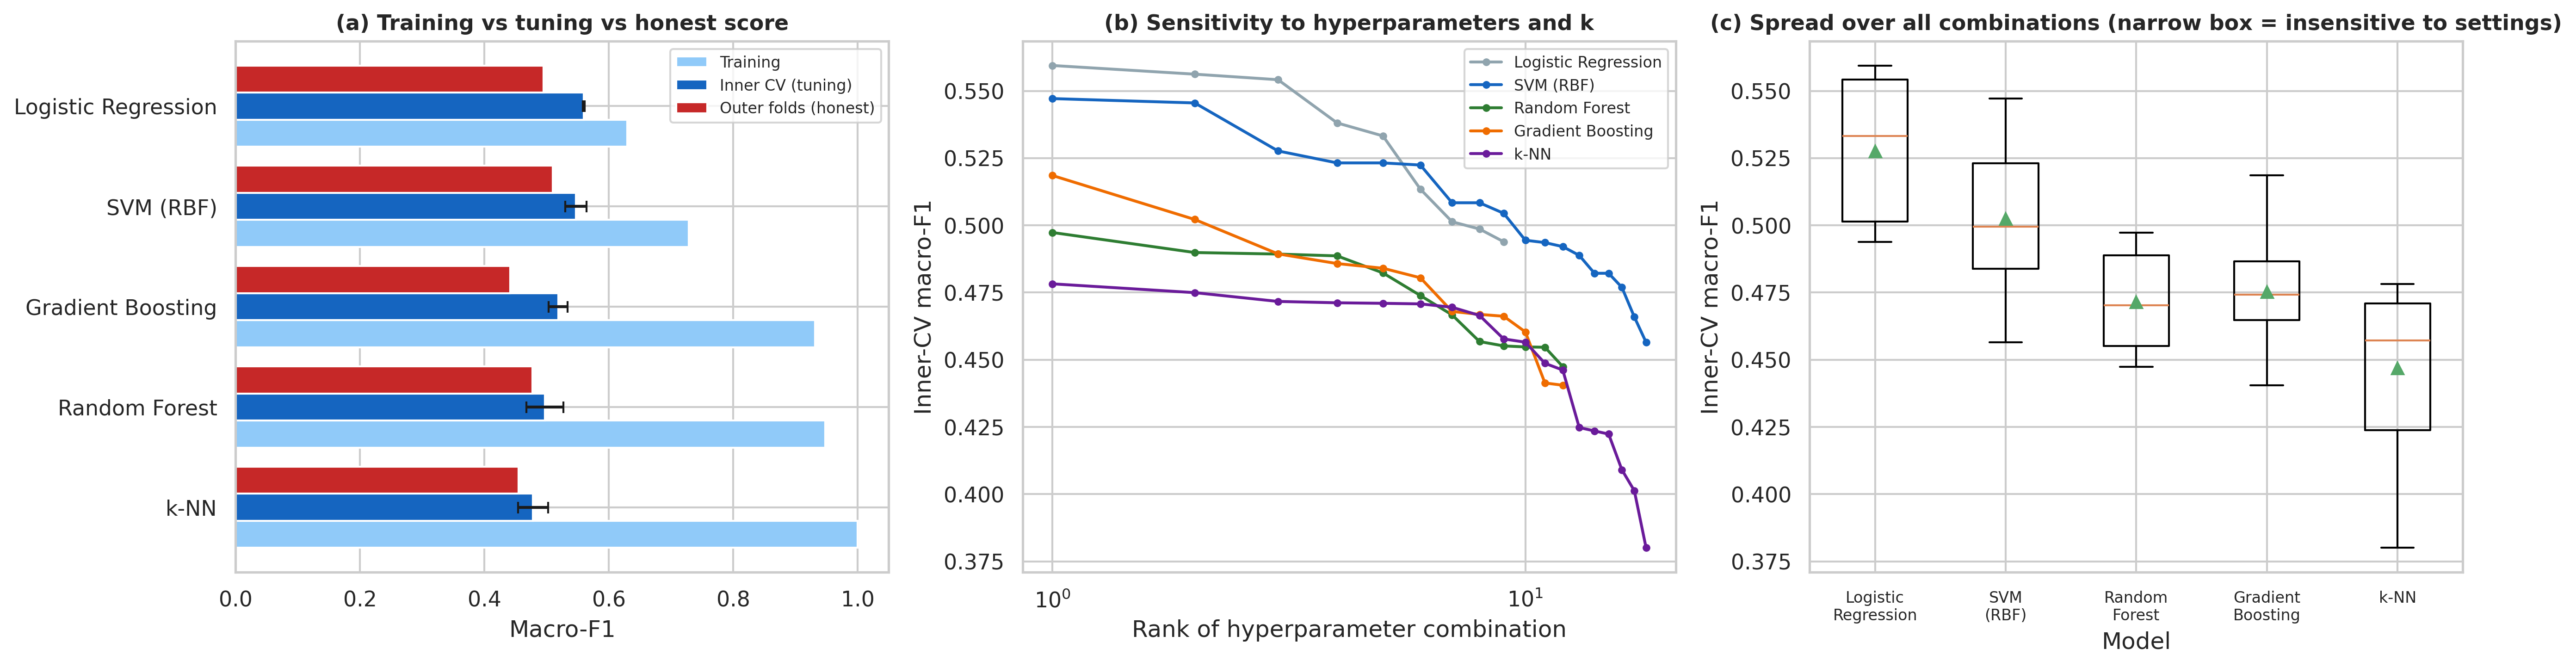 (a) Training vs tuning vs honest score
Training
Inner CV (tuning)
Outer folds (honest)
Logistic Regression
SVM (RBF)
Gradient Boosting
Random Forest
k-NN
0.0 0.2 0.4 0.6 0.8 1.0
Macro-F1
(b) Sensitivity to hyperparameters and k
Logistic Regression
SVM (RBF)
Random Forest
Gradient Boosting
k-NN
Inner-CV macro-F1
0.550
0.525
0.500
0.475
0.450
0.425
0.400
0.375
10⁰ 10¹
Rank of hyperparameter combination
(c) Spread over all combinations (narrow box = insensitive to settings)
Inner-CV macro-F1
0.550
0.525
0.500
0.475
0.450
0.425
0.400
0.375
Logistic
Regression
SVM
(RBF)
Random
Forest
Gradient
Boosting
k-NN
Model